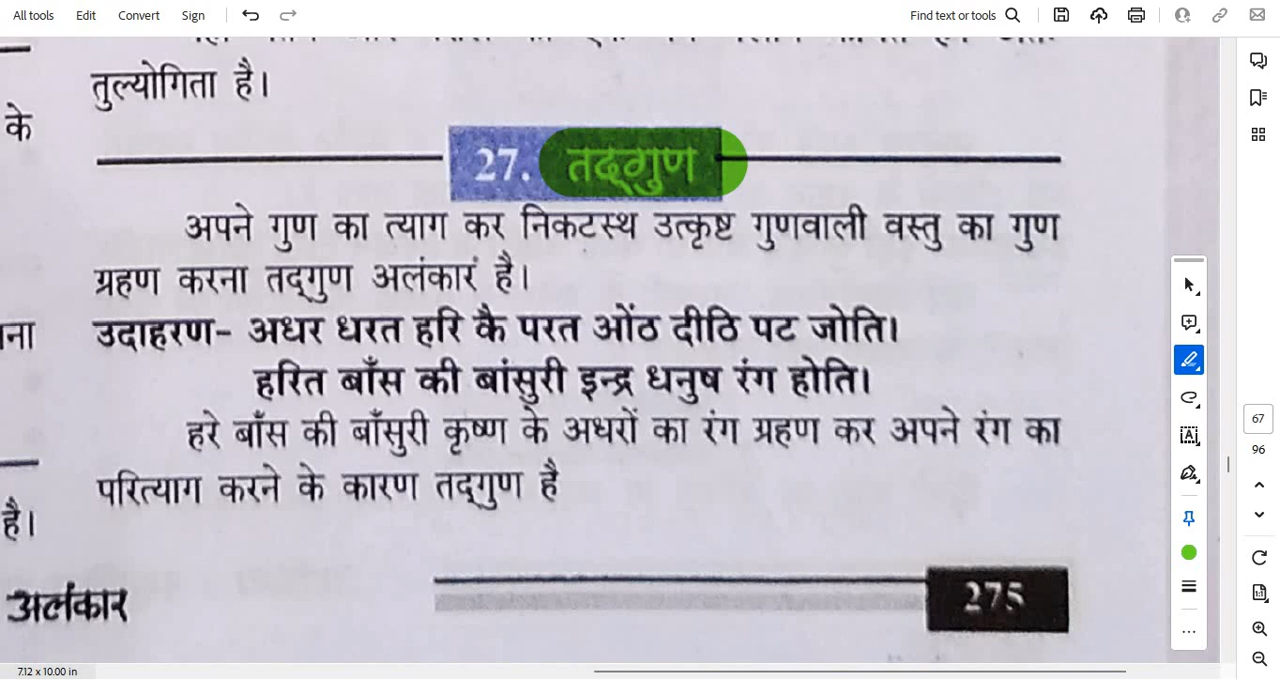 All tools Edit Convert Sign Find text or tools
तुल्योगिता है।
के
27. तद्गुण
अपने गुण का त्याग कर निकटस्थ उत्कृष्ट गुणवाली वस्तु का गुण
ग्रहण करना तद्गुण अलंकारं है।
ना
उदाहरण- अधर धरत हरि कै परत ओंठ दीठि पट जोति।
हरित बाँस की बांसुरी इन्द्र धनुष रंग होति।
हरे बाँस की बाँसुरी कृष्ण के अधरों का रंग ग्रहण कर अपने रंग का
परित्याग करने के कारण तद्गुण है
है।
अलंकार
275
67
96
7.12 x 10.00 in